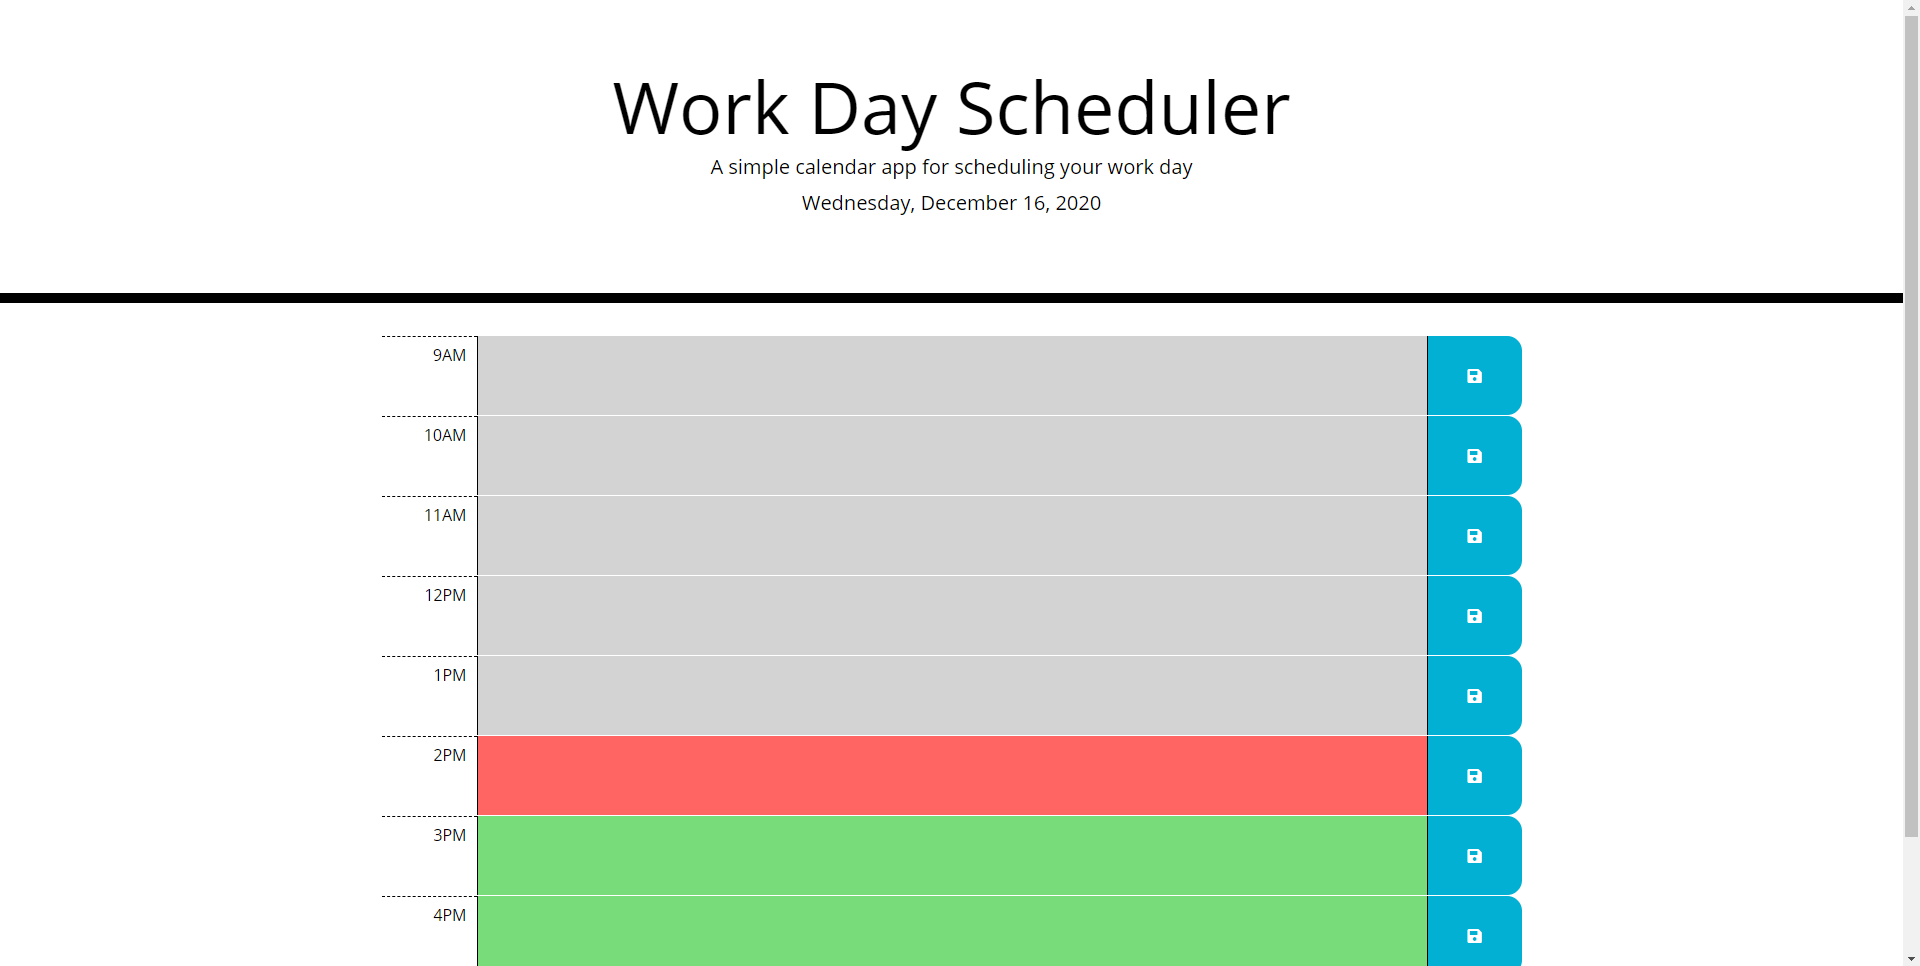 Work Day Scheduler
A simple calendar app for scheduling your work day
Wednesday, December 16, 2020
9AM
10AM
11AM
12PM
1PM
2PM
3PM
4PM